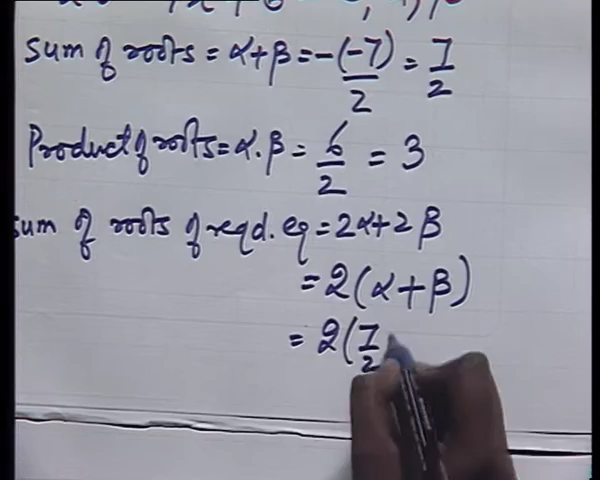 Sum of roots = α+β = -(-7)/2 = 7/2
Product of roots = α.β = 6/2 = 3
Sum of roots of reqd. eq = 2α+2β
= 2(α+β)
= 2(7/2